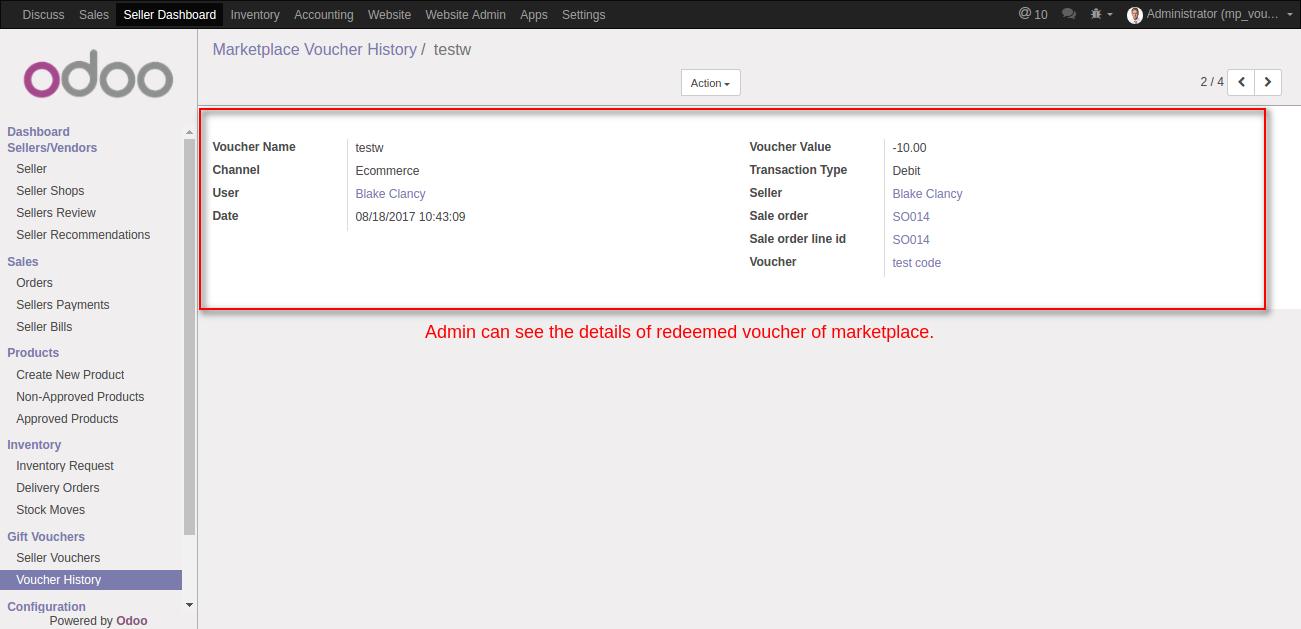 Discuss Sales Seller Dashboard Inventory Accounting Website Website Admin Apps Settings @ 10 Administrator (mp_vou...
odoo
Marketplace Voucher History / testw
Action
2 / 4
Dashboard
Sellers/Vendors
Seller
Seller Shops
Sellers Review
Seller Recommendations
Sales
Orders
Sellers Payments
Seller Bills
Products
Create New Product
Non-Approved Products
Approved Products
Inventory
Inventory Request
Delivery Orders
Stock Moves
Gift Vouchers
Seller Vouchers
Voucher History
Configuration
Powered by Odoo
Voucher Name testw
Channel Ecommerce
User Blake Clancy
Date 08/18/2017 10:43:09
Voucher Value -10.00
Transaction Type Debit
Seller Blake Clancy
Sale order SO014
Sale order line id SO014
Voucher test code
Admin can see the details of redeemed voucher of marketplace.